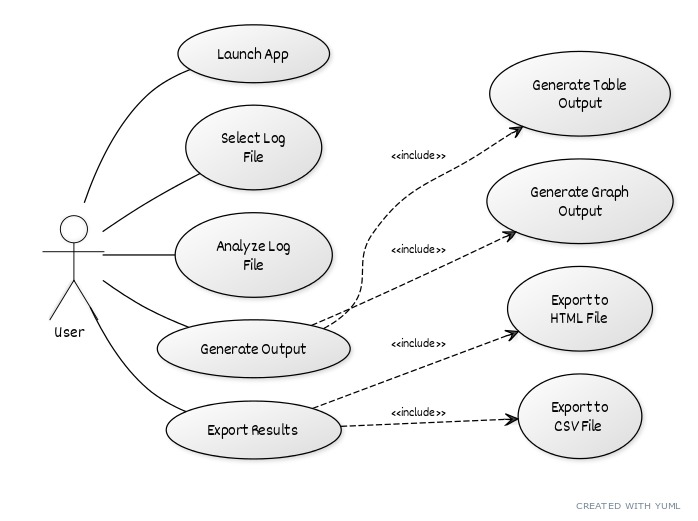 Launch App
Select Log
File
Analyze Log
File
Generate Output
Export Results
User
<<include>>
<<include>>
<<include>>
<<include>>
Generate Table
Output
Generate Graph
Output
Export to
HTML File
Export to
CSV File
CREATED WITH YUML